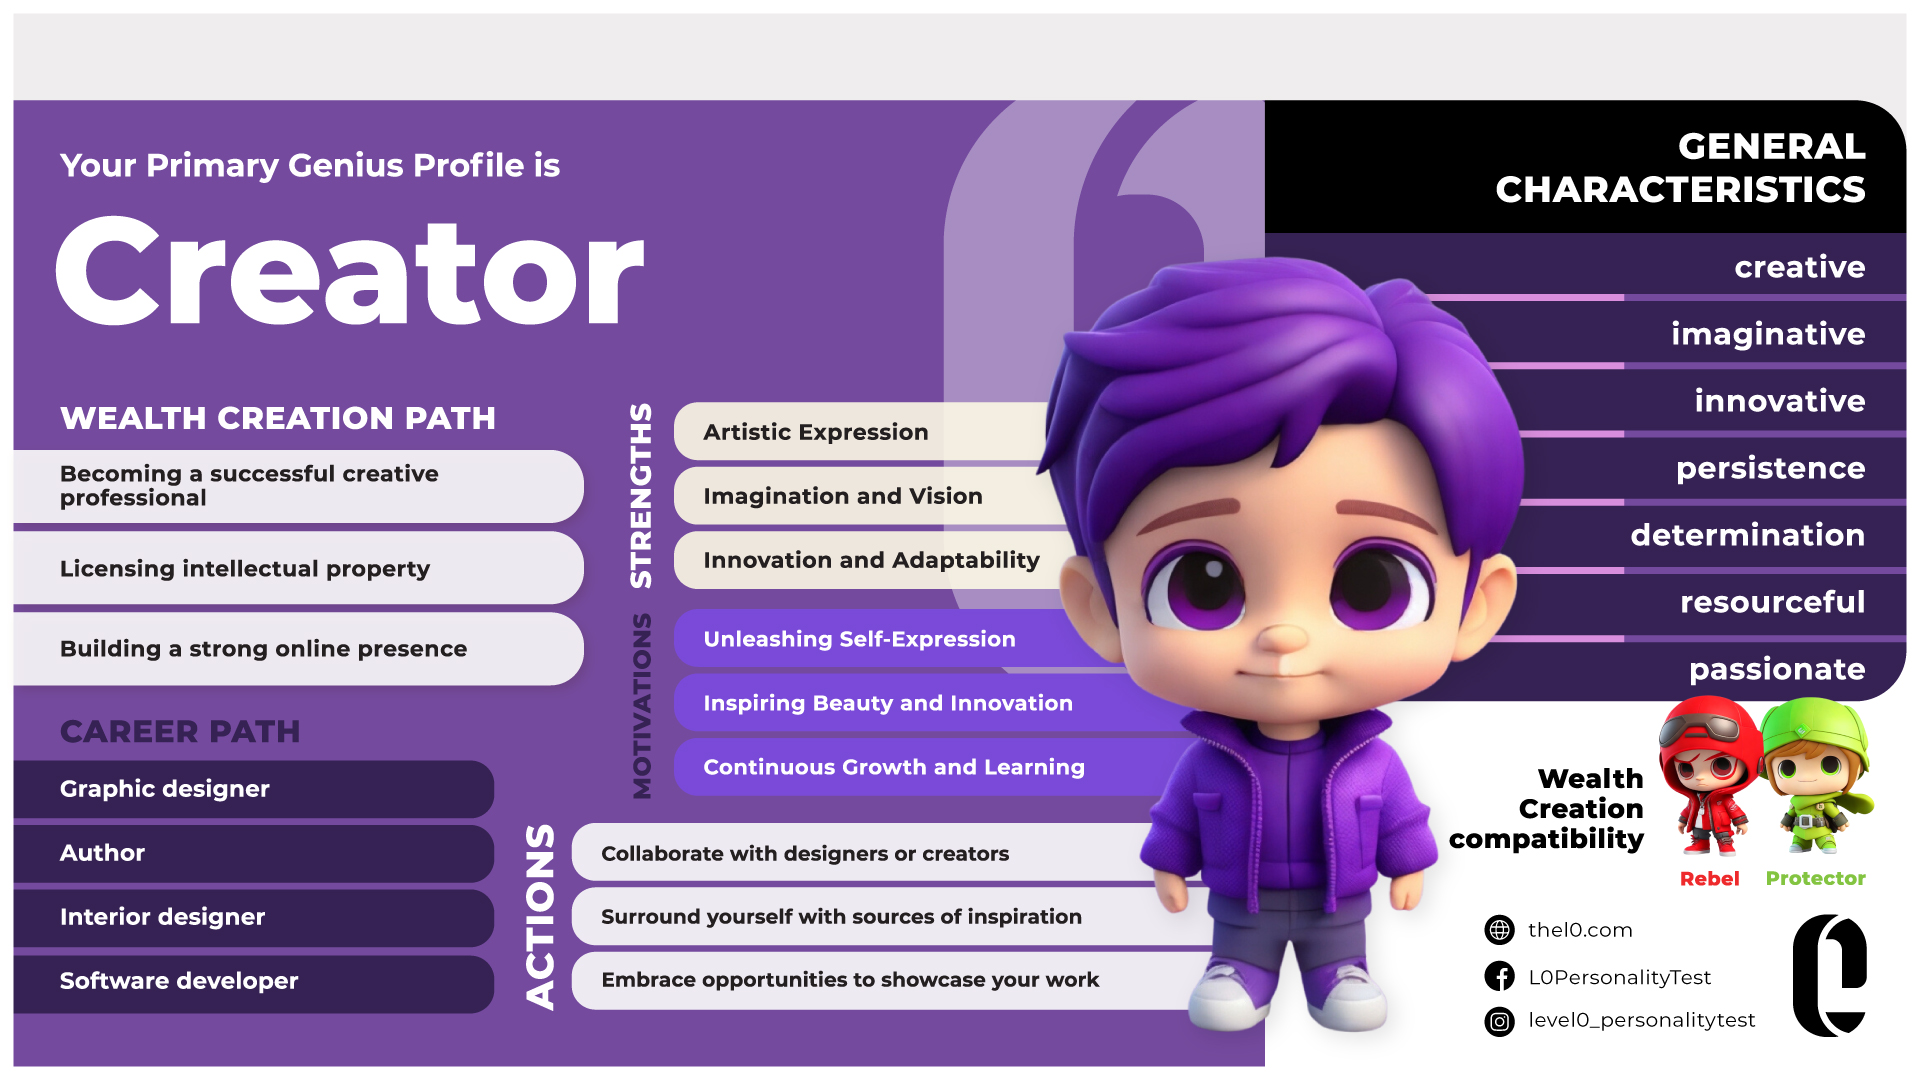 Your Primary Genius Profile is
Creator
WEALTH CREATION PATH
Becoming a successful creative
professional
Licensing intellectual property
Building a strong online presence
CAREER PATH
Graphic designer
Author
Interior designer
Software developer
STRENGTHS
Artistic Expression
Imagination and Vision
Innovation and Adaptability
MOTIVATIONS
Unleashing Self-Expression
Inspiring Beauty and Innovation
Continuous Growth and Learning
ACTIONS
Collaborate with designers or creators
Surround yourself with sources of inspiration
Embrace opportunities to showcase your work
GENERAL
CHARACTERISTICS
creative
imaginative
innovative
persistence
determination
resourceful
passionate
Wealth
Creation
compatibility
Rebel
Protector
thel0.com
L0PersonalityTest
level0_personalitytest